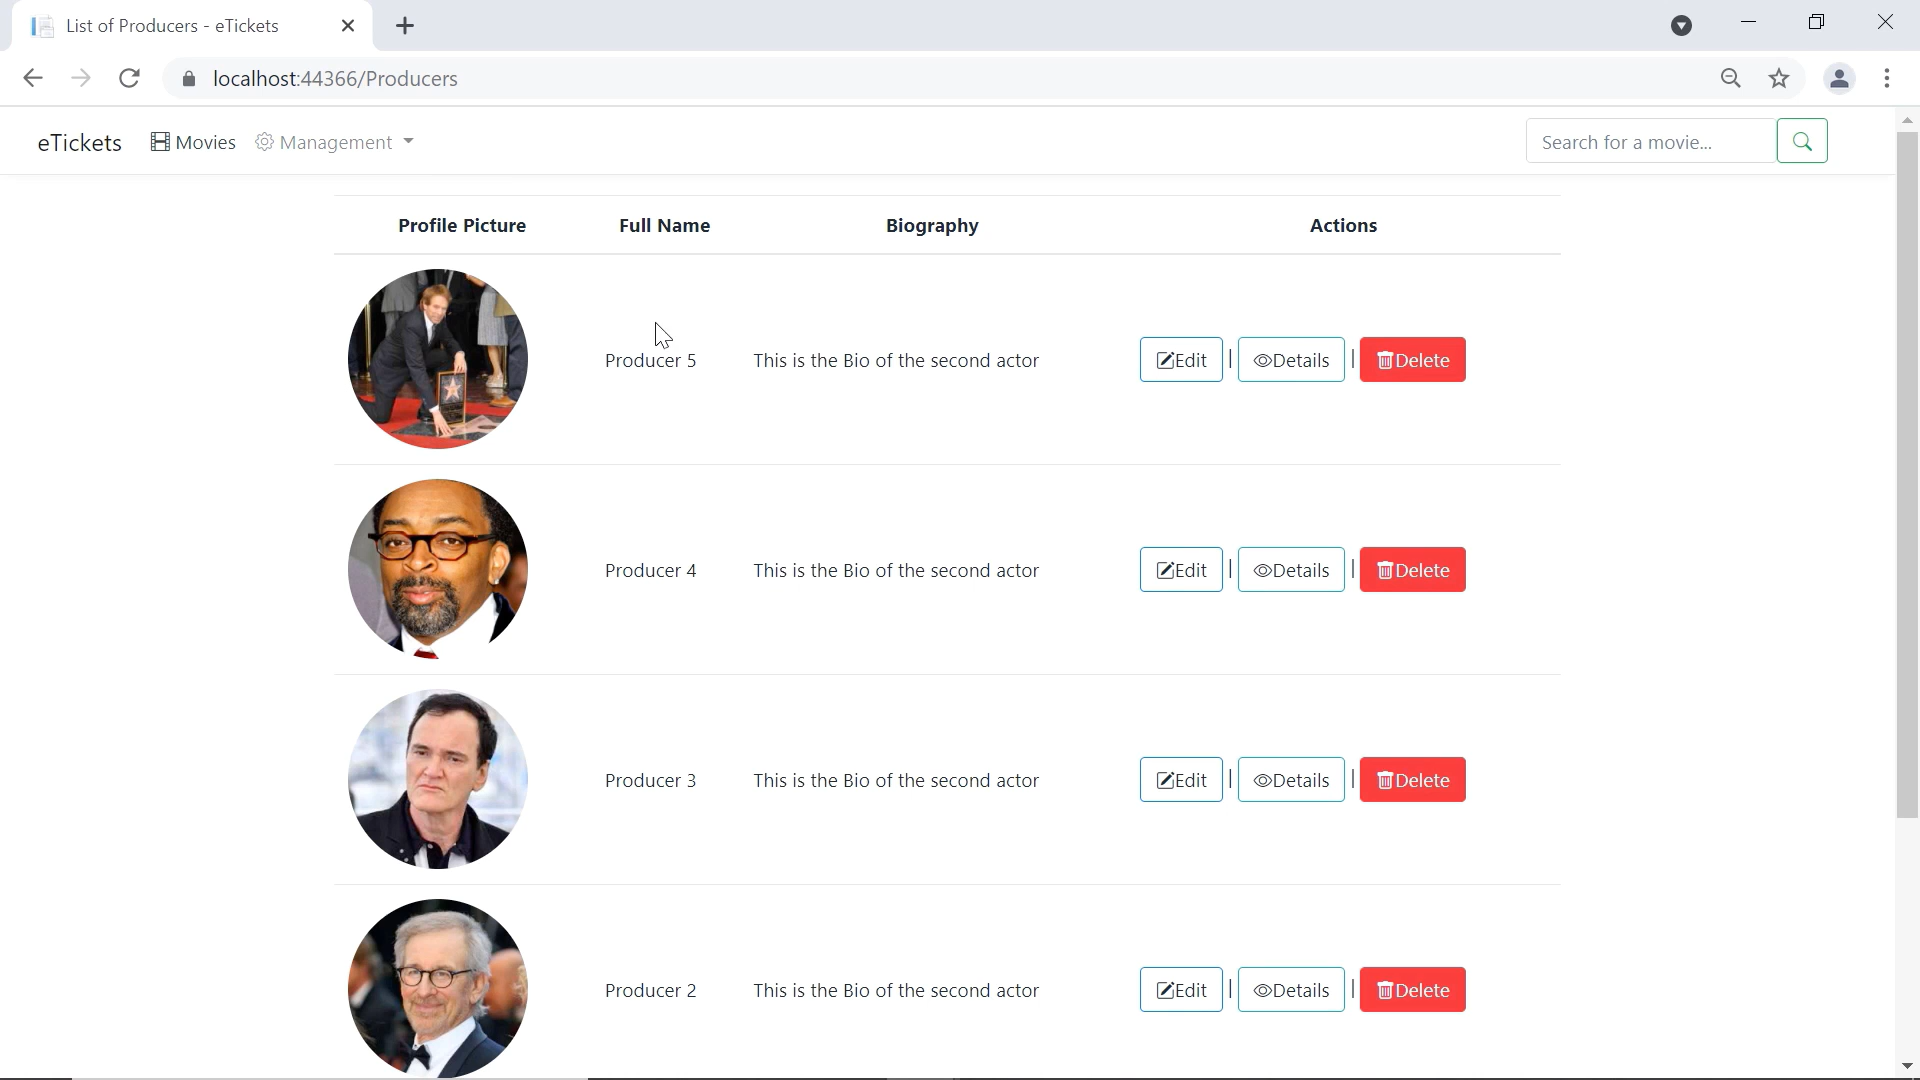 List of Producers - eTickets
localhost:44366/Producers
eTickets Movies Management Search for a movie...
Profile Picture Full Name Biography Actions
Producer 5 This is the Bio of the second actor Edit | Details | Delete
Producer 4 This is the Bio of the second actor Edit | Details | Delete
Producer 3 This is the Bio of the second actor Edit | Details | Delete
Producer 2 This is the Bio of the second actor Edit | Details | Delete